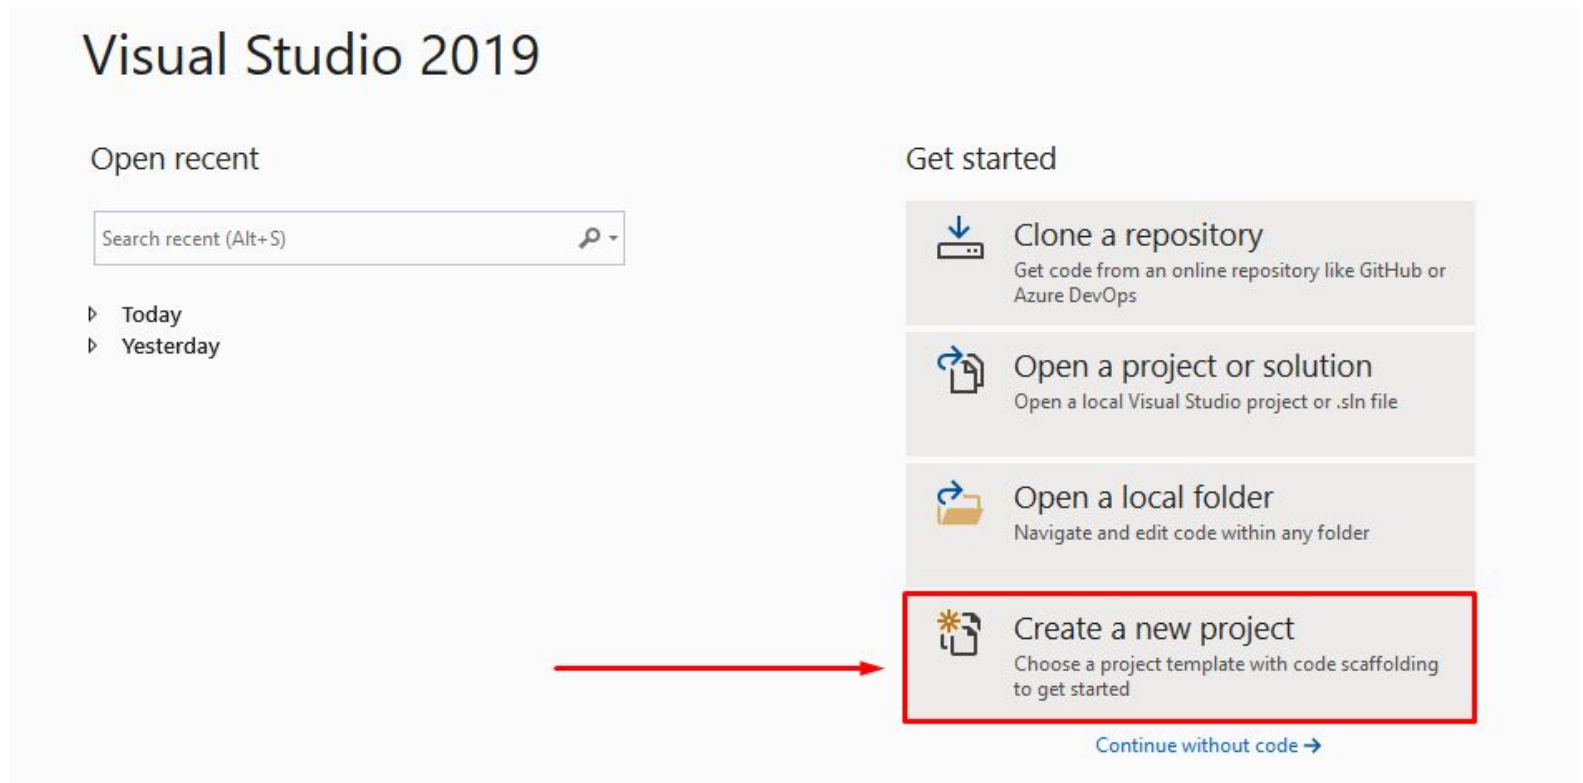 Visual Studio 2019
Open recent
Search recent (Alt+S)
Today
Yesterday
Get started
Clone a repository
Get code from an online repository like GitHub or
Azure DevOps
Open a project or solution
Open a local Visual Studio project or .sln file
Open a local folder
Navigate and edit code within any folder
Create a new project
Choose a project template with code scaffolding
to get started
Continue without code →